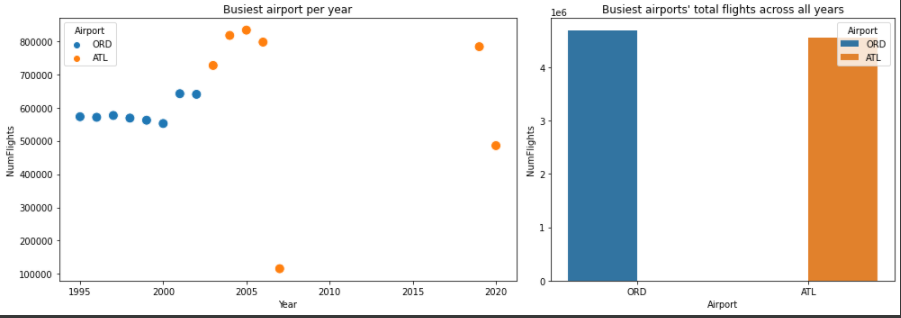 Busiest airport per year
Airport
ORD
ATL
NumFlights
800000
700000
600000
500000
400000
300000
200000
100000
1995
2000
2005
2010
2015
2020
Year
Busiest airports' total flights across all years
1e6
Airport
ORD
ATL
NumFlights
4
3
2
1
0
ORD
ATL
Airport